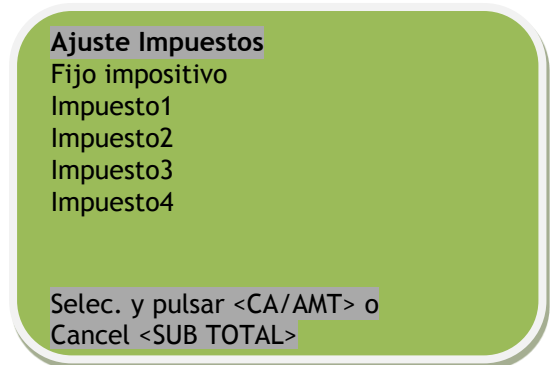 Ajuste Impuestos
Fijo impositivo
Impuesto1
Impuesto2
Impuesto3
Impuesto4
Selec. y pulsar <CA/AMT> o
Cancel <SUB TOTAL>